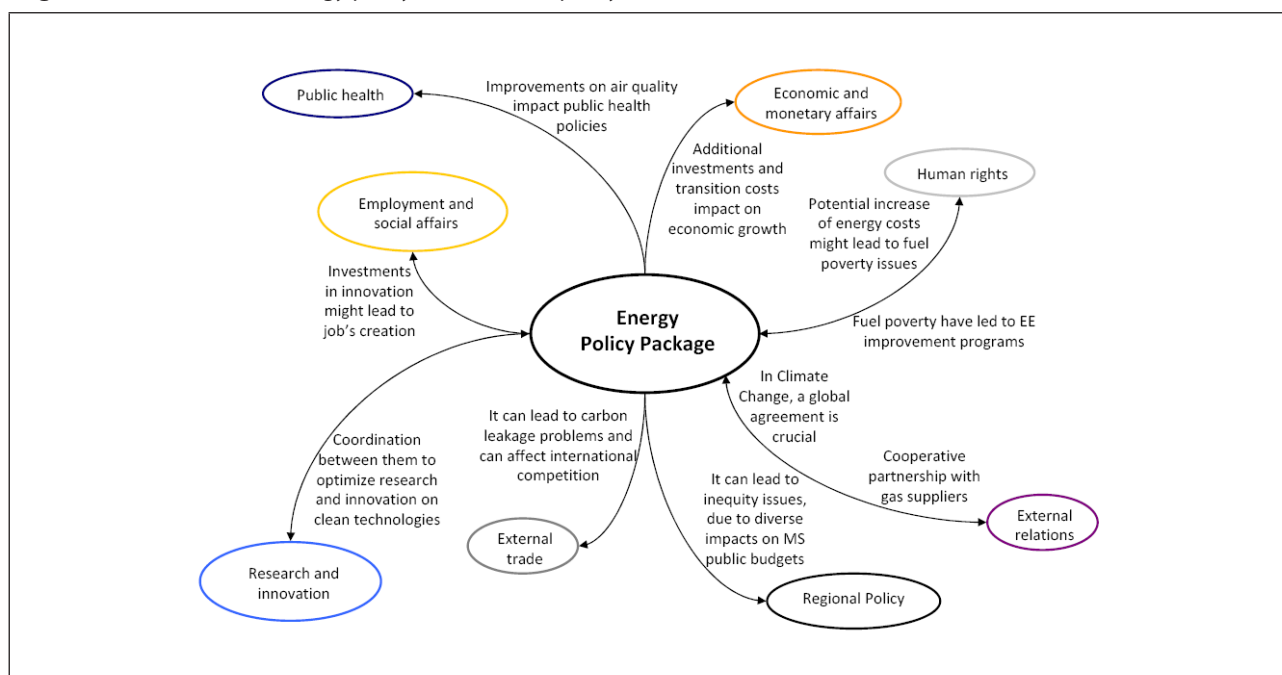 Public health
Improvements on air quality
impact public health
policies
Economic and
monetary affairs
Additional
investments and
transition costs
impact on
economic growth
Human rights
Potential increase
of energy costs
might lead to fuel
poverty issues
Employment and
social affairs
Investments
in innovation
might lead to
job's creation
Energy
Policy Package
Fuel poverty have led to EE
improvement programs
In Climate
Change, a global
agreement is
crucial
It can lead to carbon
leakage problems and
can affect international
competition
Coordination
between them to
optimize research
and innovation on
clean technologies
Cooperative
partnership with
gas suppliers
It can lead to
inequity issues,
due to diverse
impacts on MS
public budgets
External
relations
External
trade
Research and
innovation
Regional Policy